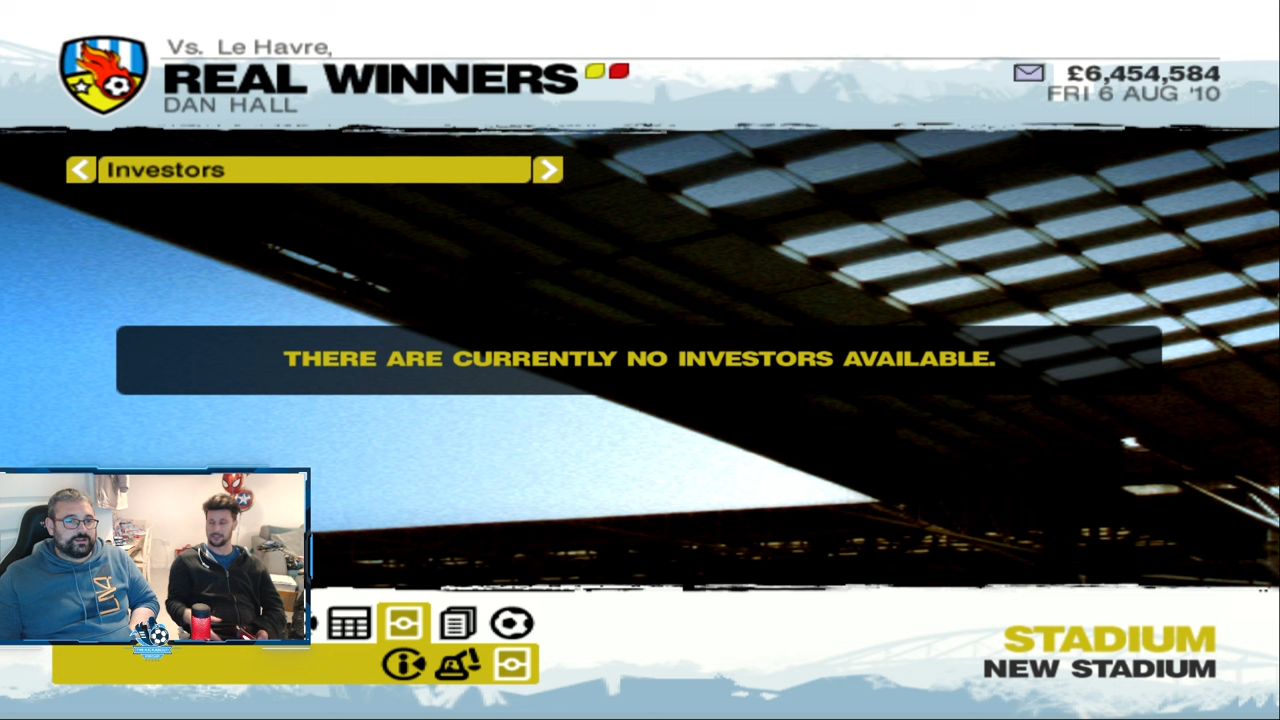 Vs. Le Havre,
REAL WINNERS
DAN HALL
£6,454,584
FRI 6 AUG '10
Investors
THERE ARE CURRENTLY NO INVESTORS AVAILABLE.
LM
STADIUM
NEW STADIUM